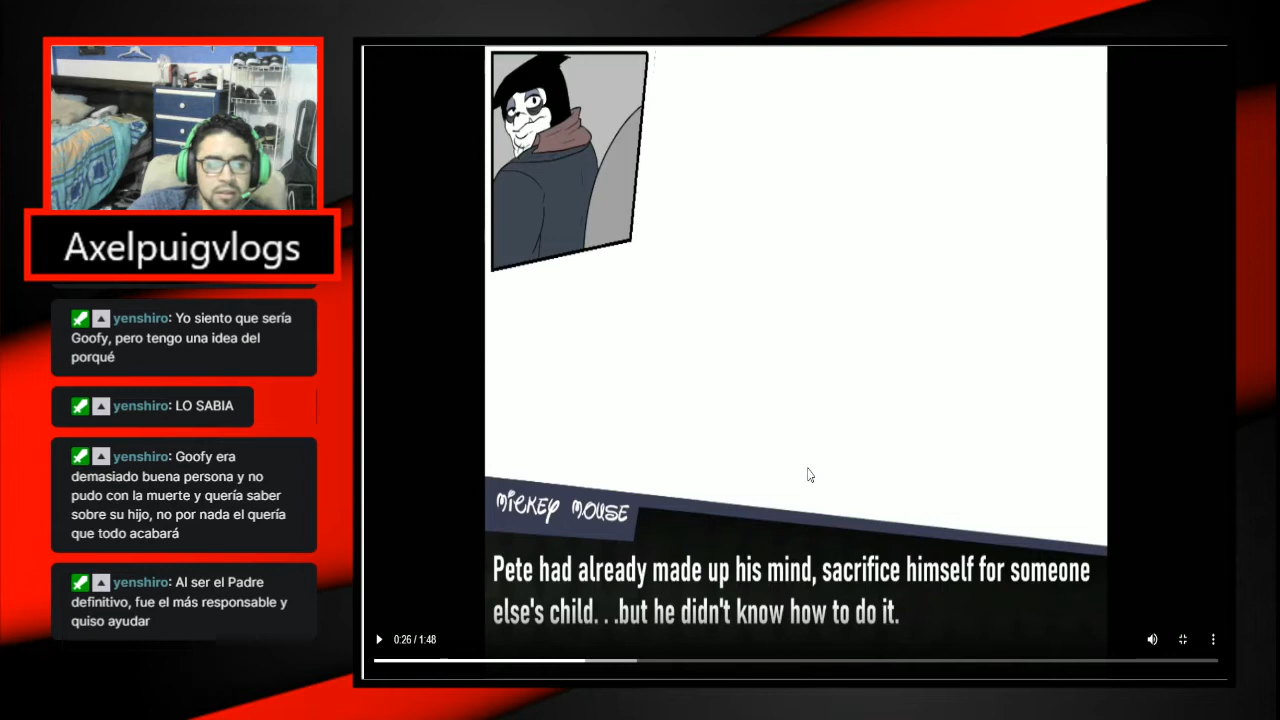 Axelpuigvlogs
yenshiro: Yo siento que sería
Goofy, pero tengo una idea del
porqué
yenshiro: LO SABIA
yenshiro: Goofy era
demasiado buena persona y no
pudo con la muerte y quería saber
sobre su hijo, no por nada el quería
que todo acabará
yenshiro: Al ser el Padre
definitivo, fue el más responsable y
quiso ayudar
MICKEY MOUSE
Pete had already made up his mind, sacrifice himself for someone
else's child. . .but he didn't know how to do it.
0:26 / 1:48